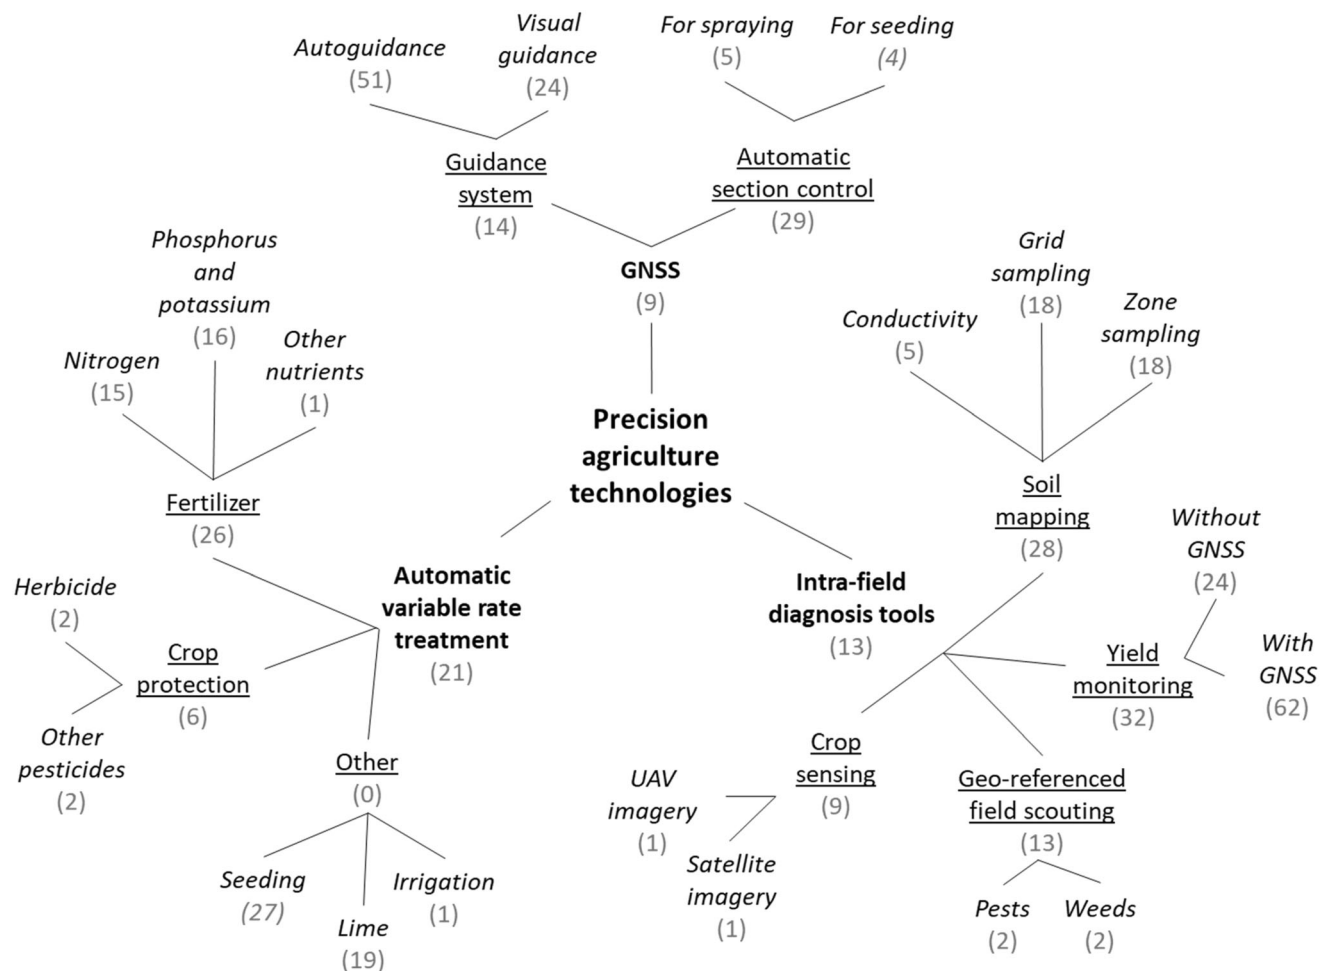 Autoguidance
(51)
Visual
guidance
(24)
For spraying
(5)
For seeding
(4)
Guidance
system
(14)
Automatic
section control
(29)
GNSS
(9)
Phosphorus
and
potassium
(16)
Nitrogen
(15)
Other
nutrients
(1)
Fertilizer
(26)
Grid
sampling
(18)
Conductivity
(5)
Zone
sampling
(18)
Soil
mapping
(28)
Precision
agriculture
technologies
Automatic
variable rate
treatment
(21)
Intra-field
diagnosis tools
(13)
Without
GNSS
(24)
With
GNSS
(62)
Yield
monitoring
(32)
Herbicide
(2)
Crop
protection
(6)
Other
pesticides
(2)
Other
(0)
Seeding
(27)
Lime
(19)
Irrigation
(1)
Crop
sensing
(9)
UAV
imagery
(1)
Satellite
imagery
(1)
Geo-referenced
field scouting
(13)
Pests
(2)
Weeds
(2)